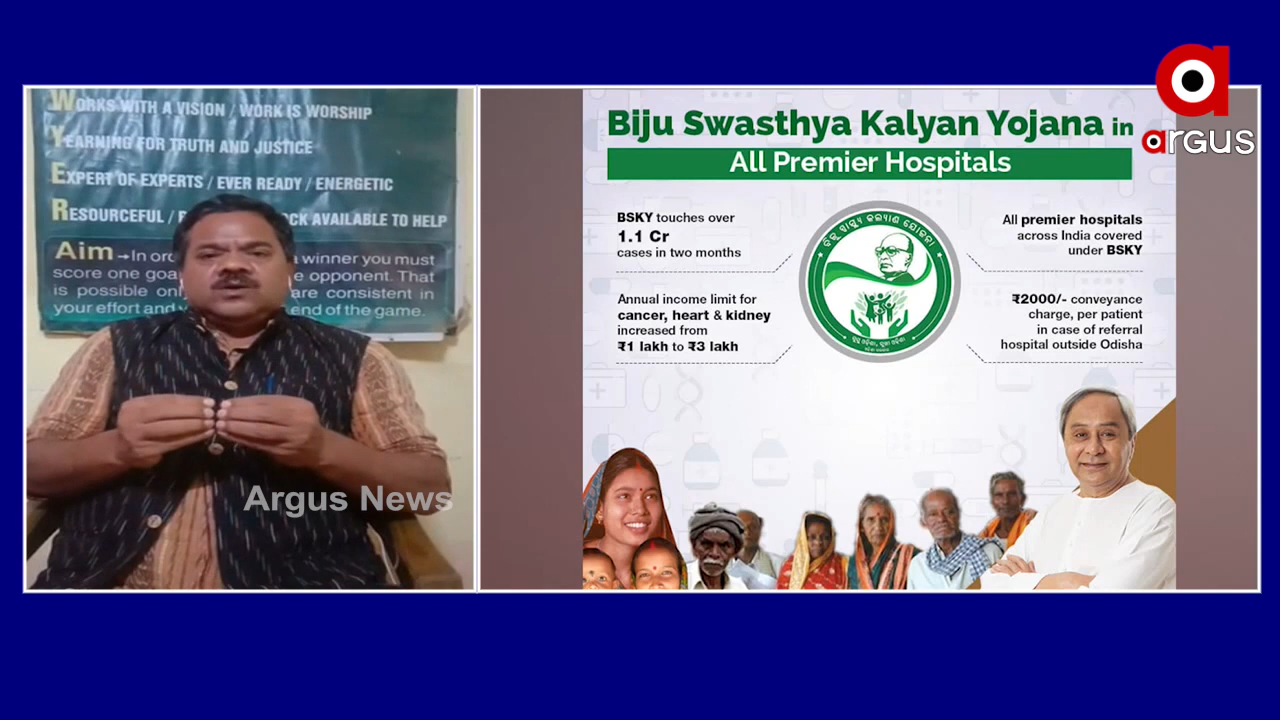 WORKS WITH A VISION / WORK IS WORSHIP
YEARNING FOR TRUTH AND JUSTICE
EXPERT OF EXPERTS / EVER READY / ENERGETIC
RESOURCEFUL / OCK AVAILABLE TO HELP
Aim → In a winner you must
score one goa e opponent. That
is possible onl are consistent in
your effort and end of the game.
Argus News
Biju Swasthya Kalyan Yojana in
All Premier Hospitals
BSKY touches over
1.1 Cr
cases in two months
Annual income limit for
cancer, heart & kidney
increased from
₹1 lakh to ₹3 lakh
ବିଜୁ ସ୍ୱାସ୍ଥ୍ୟ କଲ୍ୟାଣ ଯୋଜନା
All premier hospitals
across India covered
under BSKY
₹2000/- conveyance
charge, per patient
in case of referral
hospital outside Odisha
argus